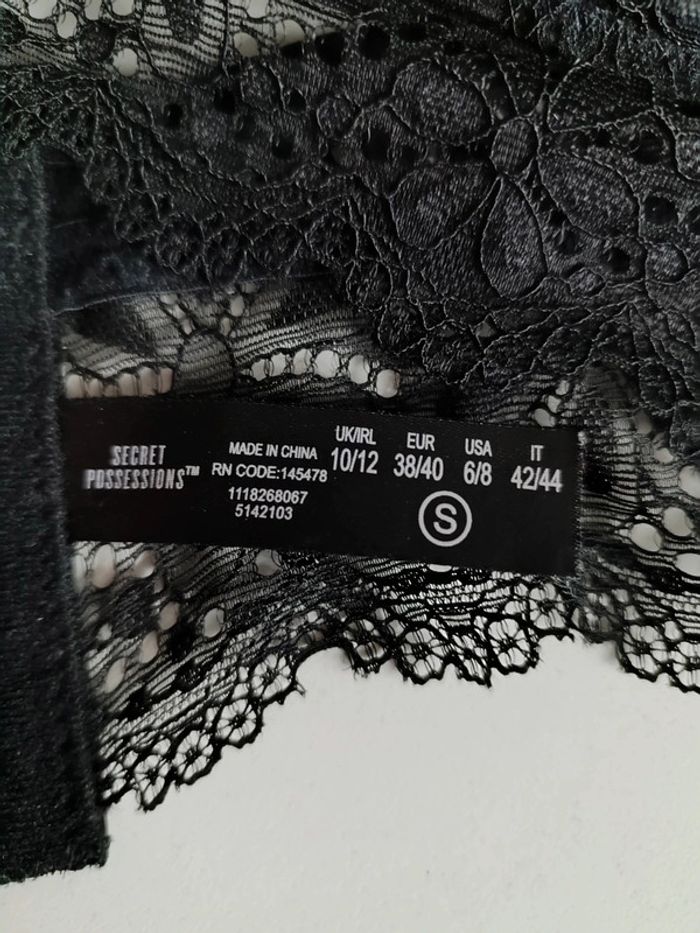 SECRET
POSSESSIONS™
MADE IN CHINA
RN CODE:145478
1118268067
5142103
UK/IRL EUR USA IT
10/12 38/40 6/8 42/44
S